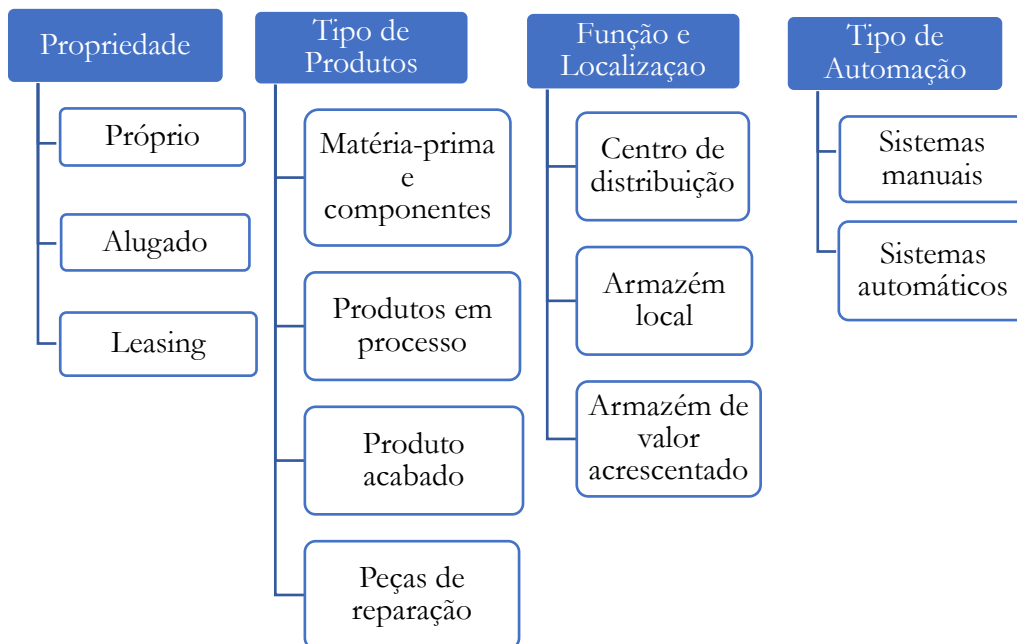 Propriedade
Próprio
Alugado
Leasing
Tipo de
Produtos
Matéria-prima
e
componentes
Produtos em
processo
Produto
acabado
Peças de
reparação
Função e
Localizaçao
Centro de
distribuição
Armazém
local
Armazém de
valor
acrescentado
Tipo de
Automação
Sistemas
manuais
Sistemas
automáticos